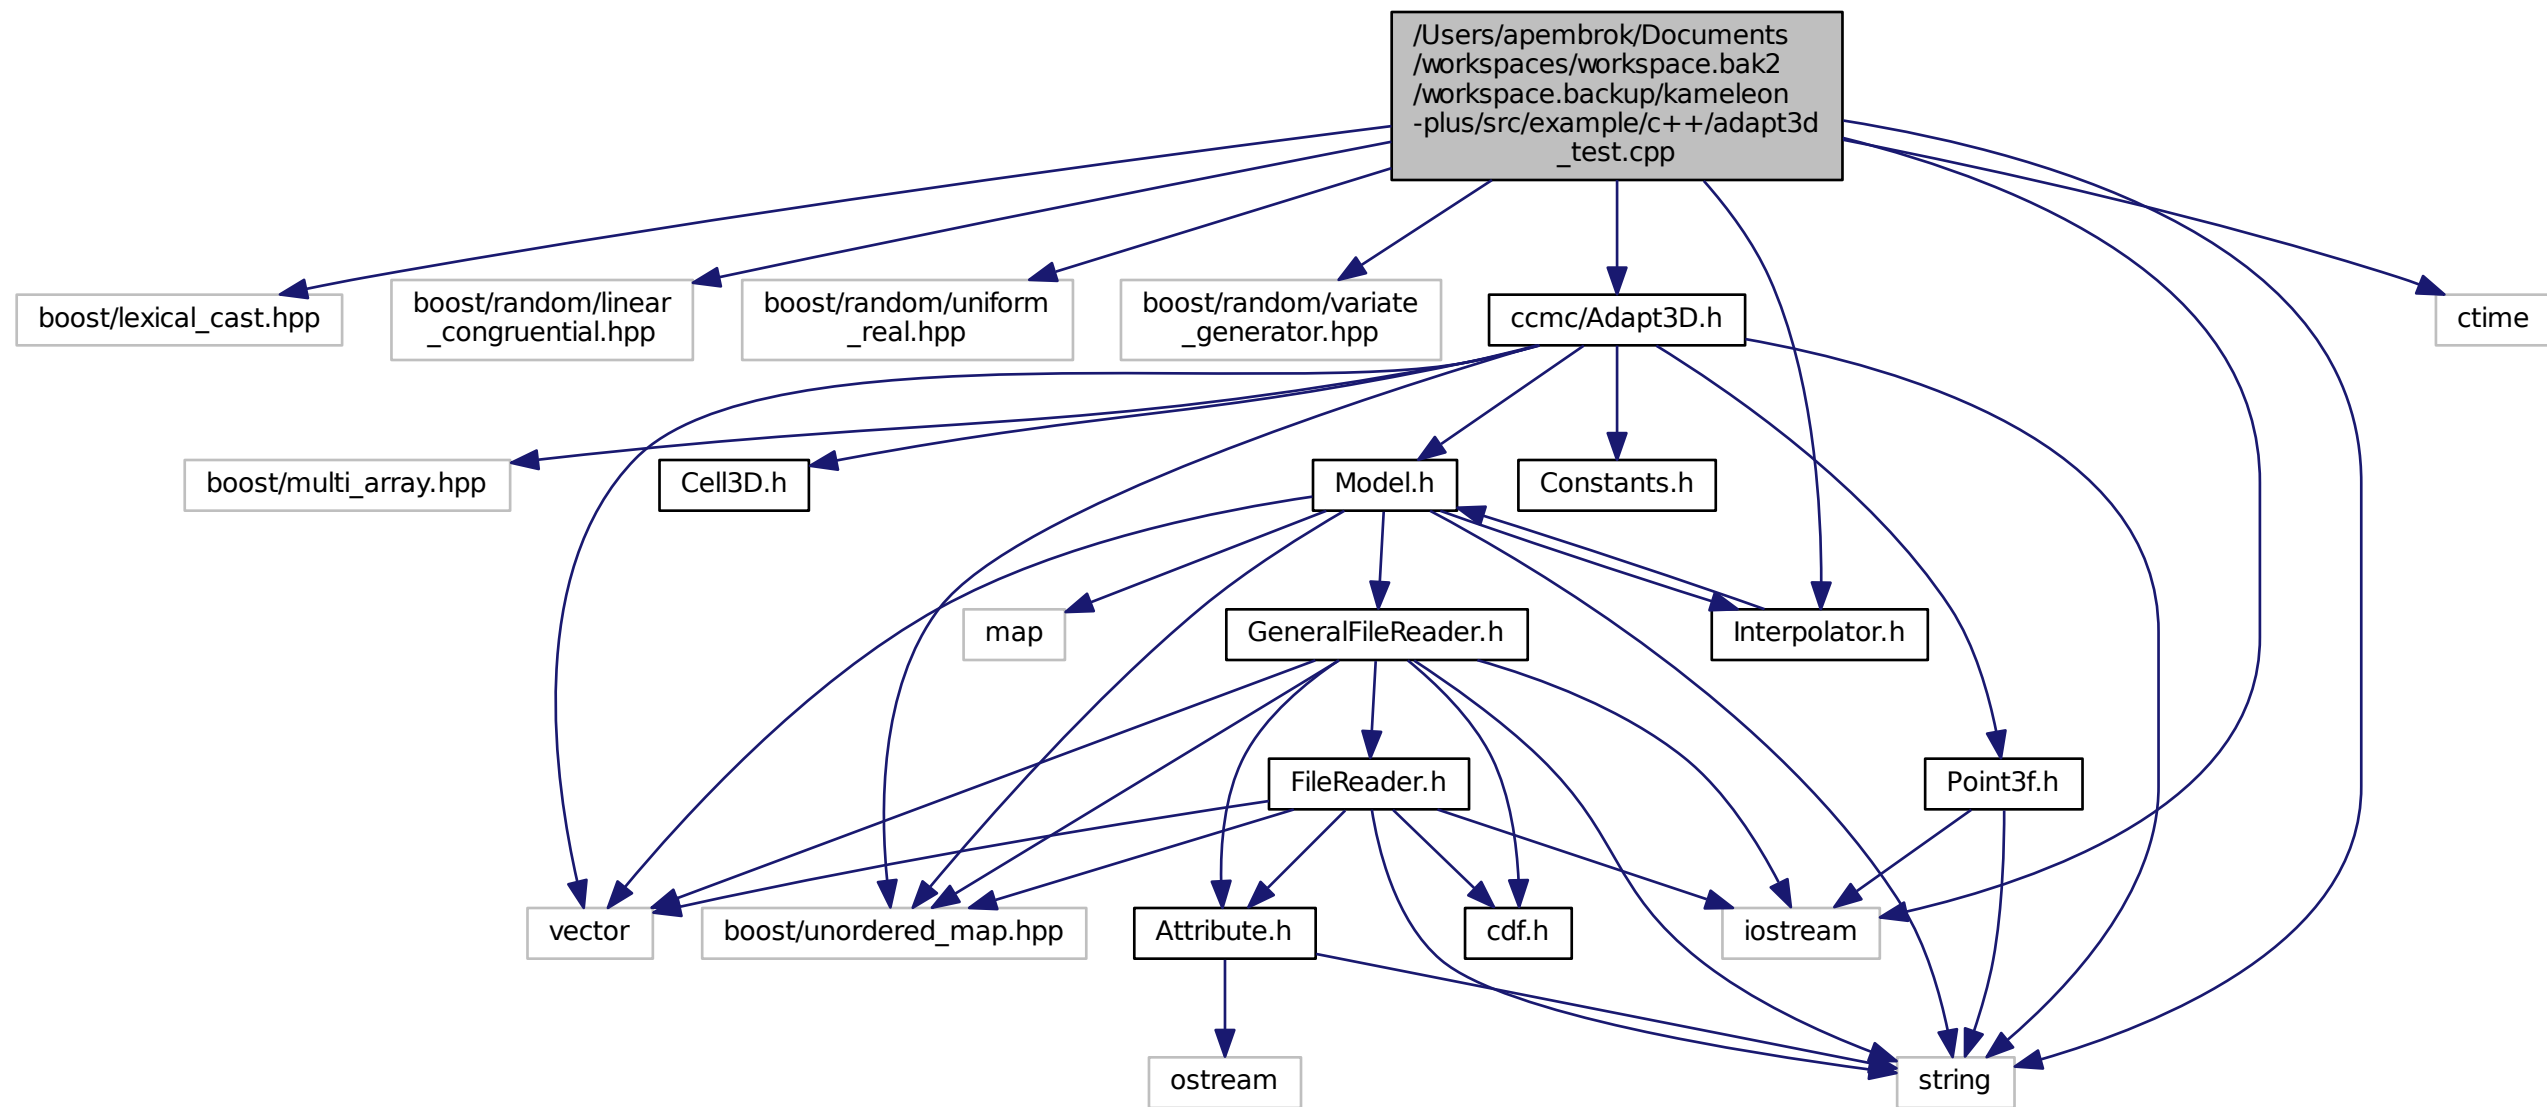 /Users/apembrok/Documents
/workspaces/workspace.bak2
/workspace.backup/kameleon
-plus/src/example/c++/adapt3d
_test.cpp
boost/lexical_cast.hpp
boost/random/linear
_congruential.hpp
boost/random/uniform
_real.hpp
boost/random/variate
_generator.hpp
ccmc/Adapt3D.h
ctime
boost/multi_array.hpp
Cell3D.h
Model.h
Constants.h
map
GeneralFileReader.h
Interpolator.h
FileReader.h
Point3f.h
vector
boost/unordered_map.hpp
Attribute.h
cdf.h
iostream
ostream
string